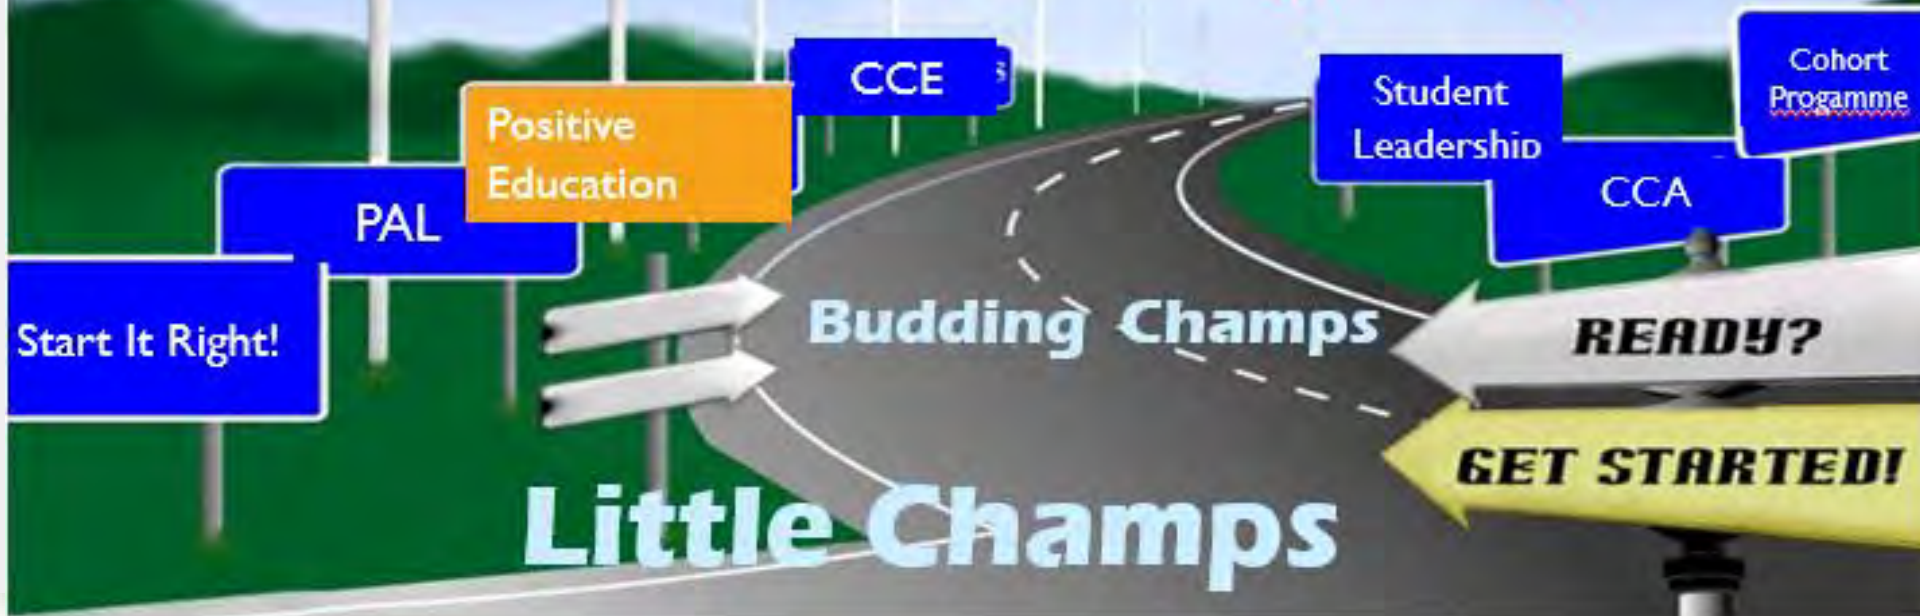 CCE
Positive
Education
PAL
Start It Right!
Student
Leadership
Cohort
Progamme
CCA
Budding Champs
Little Champs
READY?
GET STARTED!